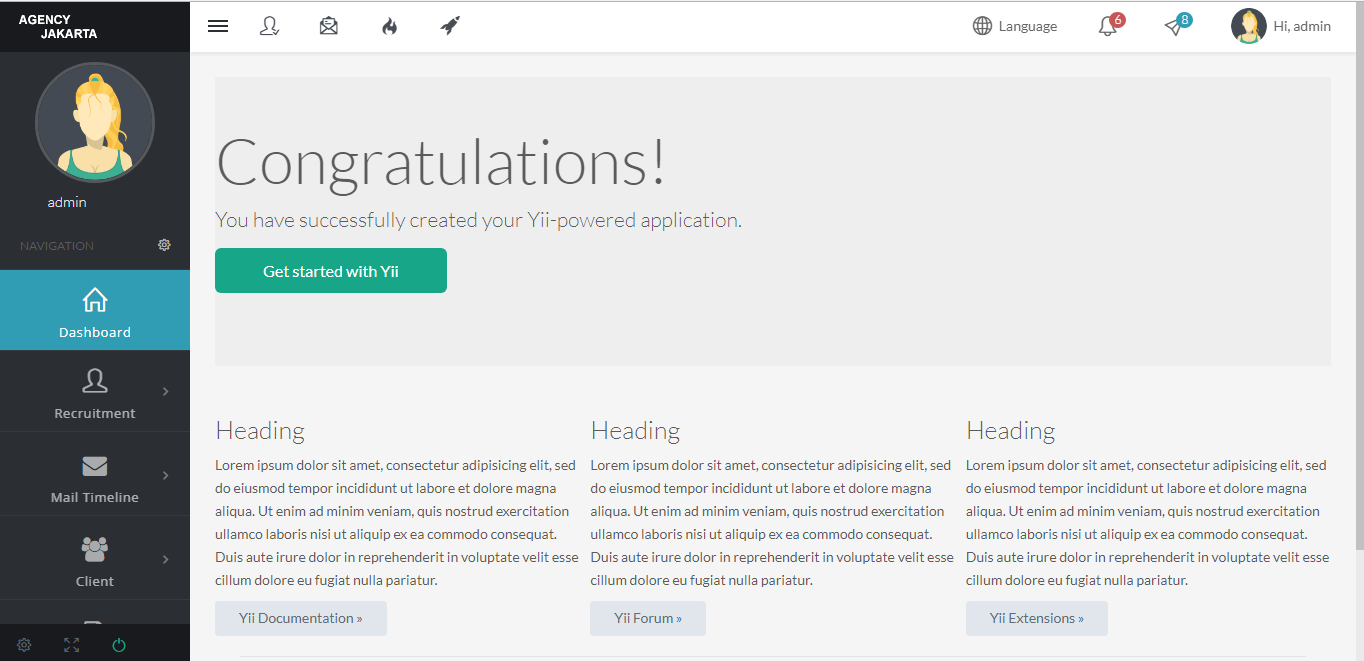 AGENCY
JAKARTA
Language
6
8
Hi, admin
admin
NAVIGATION
Dashboard
Recruitment
Mail Timeline
Client
Congratulations!
You have successfully created your Yii-powered application.
Get started with Yii
Heading
Lorem ipsum dolor sit amet, consectetur adipisicing elit, sed
do eiusmod tempor incididunt ut labore et dolore magna
aliqua. Ut enim ad minim veniam, quis nostrud exercitation
ullamco laboris nisi ut aliquip ex ea commodo consequat.
Duis aute irure dolor in reprehenderit in voluptate velit esse
cillum dolore eu fugiat nulla pariatur.
Yii Documentation »
Heading
Lorem ipsum dolor sit amet, consectetur adipisicing elit, sed
do eiusmod tempor incididunt ut labore et dolore magna
aliqua. Ut enim ad minim veniam, quis nostrud exercitation
ullamco laboris nisi ut aliquip ex ea commodo consequat.
Duis aute irure dolor in reprehenderit in voluptate velit esse
cillum dolore eu fugiat nulla pariatur.
Yii Forum »
Heading
Lorem ipsum dolor sit amet, consectetur adipisicing elit, sed
do eiusmod tempor incididunt ut labore et dolore magna
aliqua. Ut enim ad minim veniam, quis nostrud exercitation
ullamco laboris nisi ut aliquip ex ea commodo consequat.
Duis aute irure dolor in reprehenderit in voluptate velit esse
cillum dolore eu fugiat nulla pariatur.
Yii Extensions »